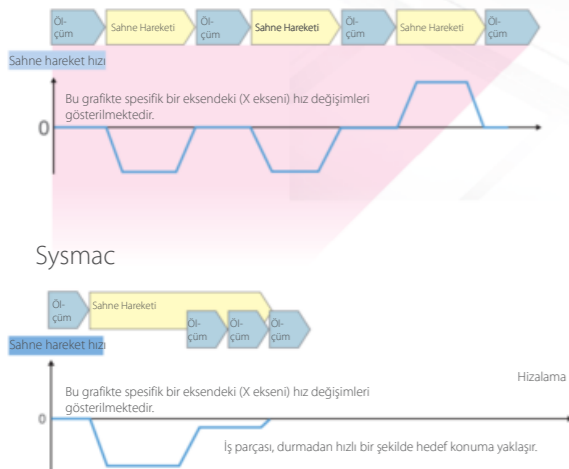 Öl-
çüm
Sahne Hareketi
Öl-
çüm
Sahne Hareketi
Öl-
çüm
Sahne Hareketi
Öl-
çüm
Sahne hareket hızı
Bu grafikte spesifik bir eksendeki (X ekseni) hız değişimleri
gösterilmektedir.
0
Sysmac
Öl-
çüm
Sahne Hareketi
Öl-
çüm
Öl-
çüm
Öl-
çüm
Sahne hareket hızı
Hizalama
Bu grafikte spesifik bir eksendeki (X ekseni) hız değişimleri
gösterilmektedir.
0
İş parçası, durmadan hızlı bir şekilde hedef konuma yaklaşır.